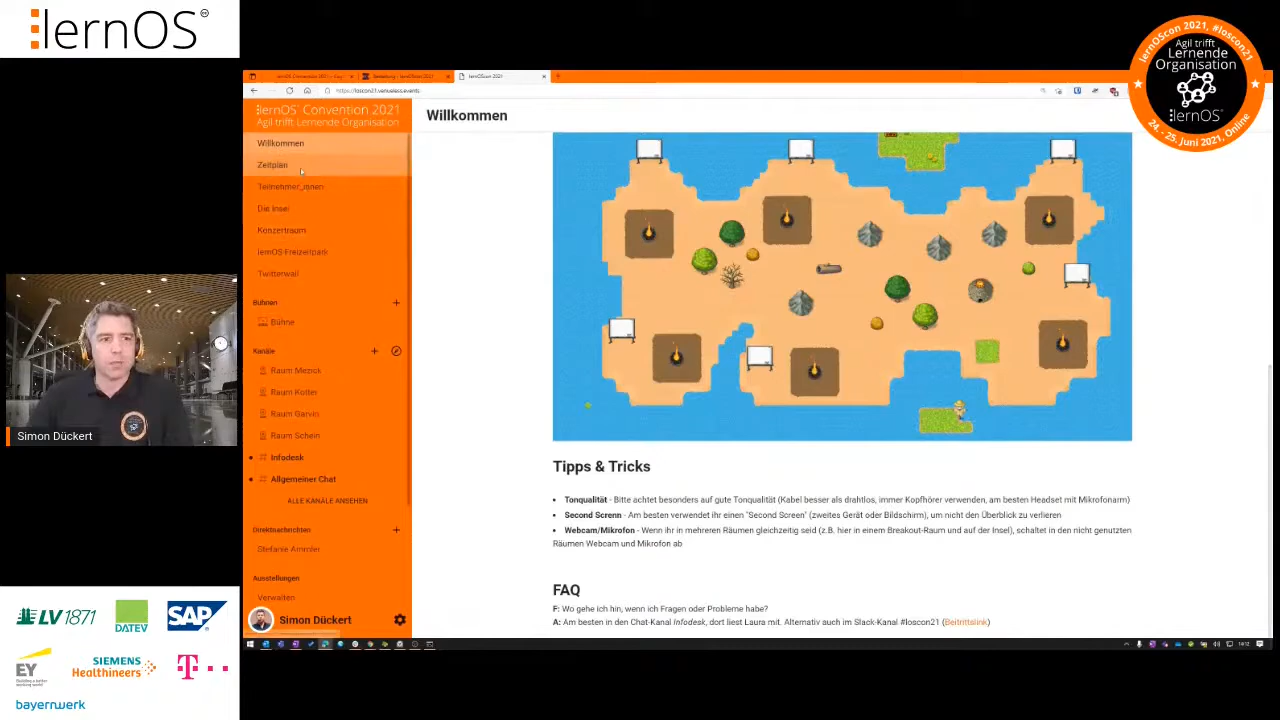 lernOS
lernOScon 2021, #loscon21
Agil trifft
Lernende
Organisation
lernOS
24. - 25. Juni 2021, Online
lernOScon 2021
https://loscon21.venueless.events
lernOS Convention 2021
Agil trifft Lernende Organisation
Willkommen
Zeitplan
Teilnehmer_innen
Die Insel
Konzertraum
lernOS Freizeitpark
Twitterwall
Bühnen
Bühne
Kanäle
Raum Mezick
Raum Kotter
Raum Garvin
Raum Schein
Infodesk
Allgemeiner Chat
ALLE KANÄLE ANSEHEN
Direktnachrichten
Stefanie Ammler
Ausstellungen
Verwalten
Simon Dückert
Willkommen
Tipps & Tricks
• Tonqualität - Bitte achtet besonders auf gute Tonqualität (Kabel besser als drahtlos, immer Kopfhörer verwenden, am besten Headset mit Mikrofonarm)
• Second Screnn - Am besten verwendet ihr einen "Second Screen" (zweites Gerät oder Bildschirm), um nicht den Überblick zu verlieren
• Webcam/Mikrofon - Wenn ihr in mehreren Räumen gleichzeitig seid (z.B. hier in einem Breakout-Raum und auf der Insel), schaltet in den nicht genutzten
Räumen Webcam und Mikrofon ab
FAQ
F: Wo gehe ich hin, wenn ich Fragen oder Probleme habe?
A: Am besten in den Chat-Kanal Infodesk, dort liest Laura mit. Alternativ auch im Slack-Kanal #loscon21 (Beitrittslink)
Simon Dückert
LV 1871
DATEV
SAP
EY
Building a better
working world
SIEMENS
Healthineers
T
bayernwerk